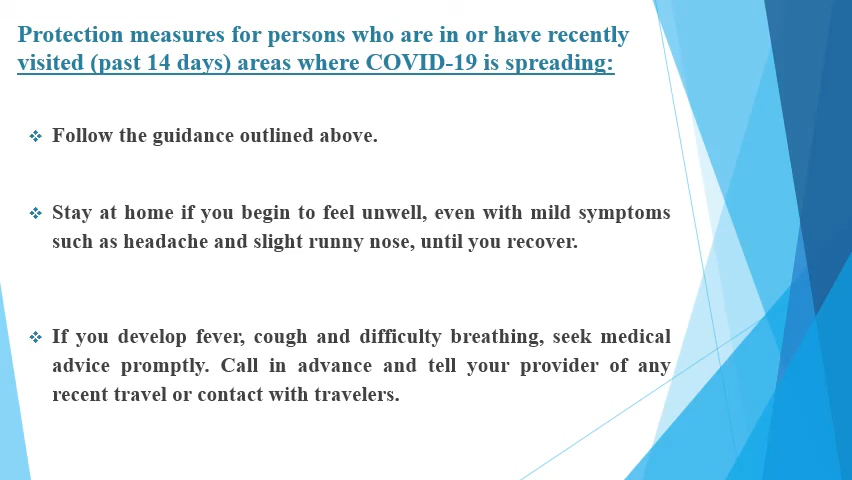 Protection measures for persons who are in or have recently
visited (past 14 days) areas where COVID-19 is spreading:
❖ Follow the guidance outlined above.
❖ Stay at home if you begin to feel unwell, even with mild symptoms
such as headache and slight runny nose, until you recover.
❖ If you develop fever, cough and difficulty breathing, seek medical
advice promptly. Call in advance and tell your provider of any
recent travel or contact with travelers.